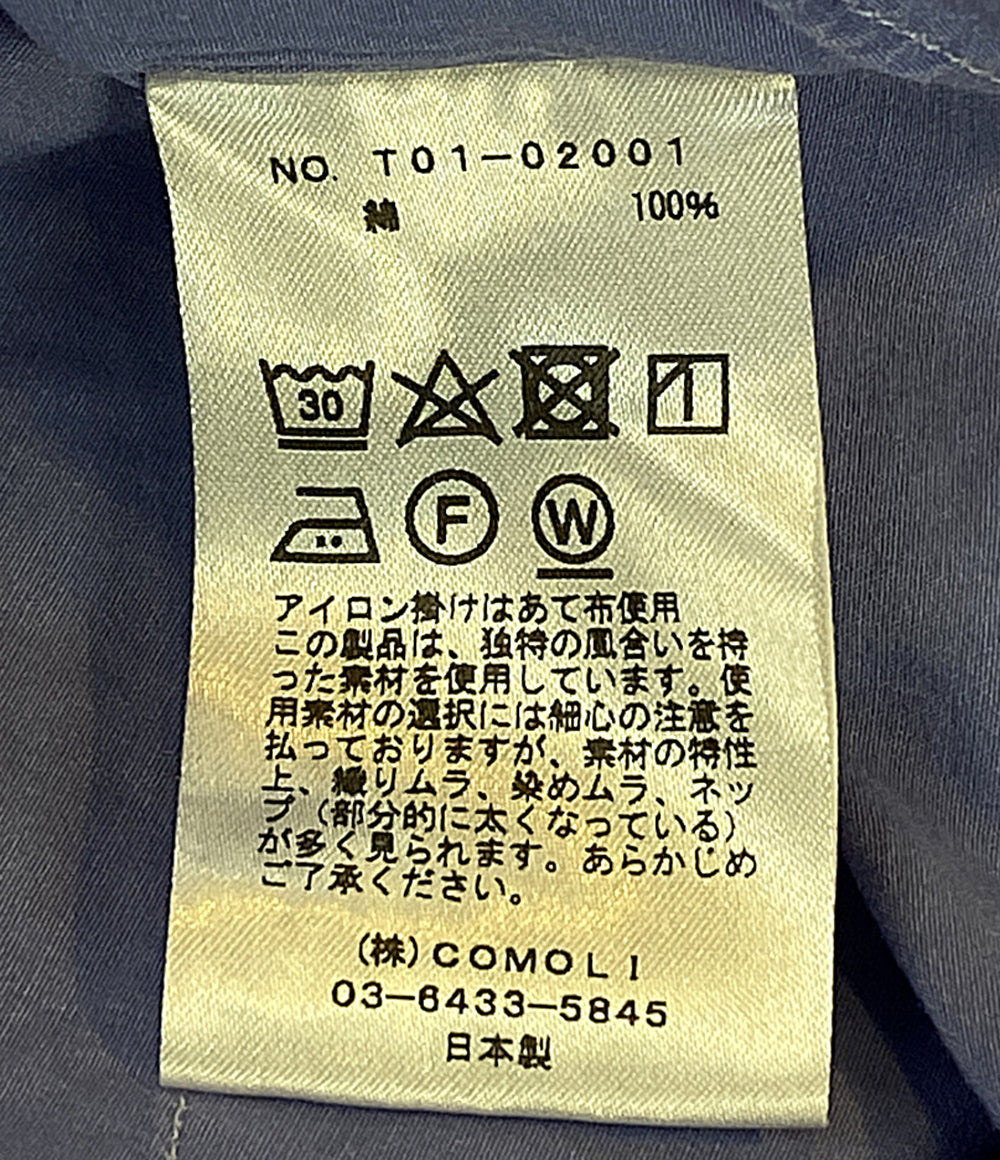 NO. T01-02001
綿 100%
30
F
W
アイロン掛けはあて布使用
この製品は、独特の風合いを持
った素材を使用しています。使
用素材の選択には細心の注意を
払っておりますが、素材の特性
上、織りムラ、染めムラ、ネッ
プ(部分的に太くなっている)
が多く見られます。あらかじめ
ご了承ください。
(株)COMOLI
03-6433-5845
日本製